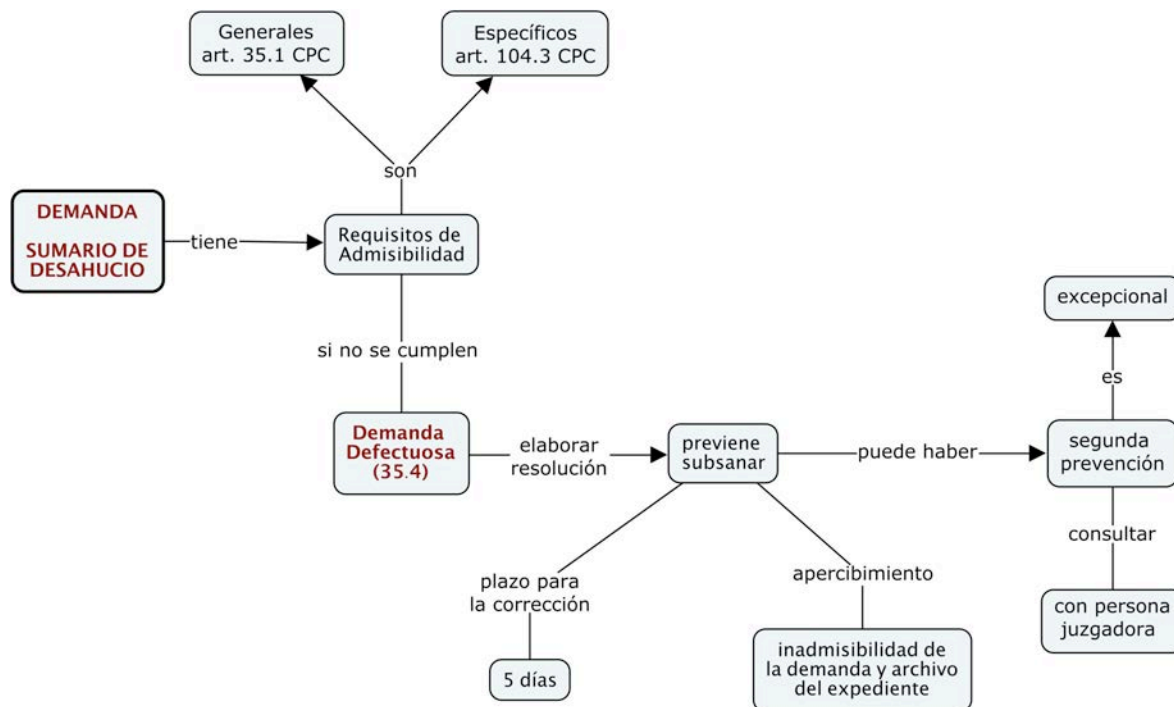 Generales
art. 35.1 CPC
Específicos
art. 104.3 CPC
son
DEMANDA
SUMARIO DE
DESAHUCIO
tiene
Requisitos de
Admisibilidad
si no se cumplen
Demanda
Defectuosa
(35.4)
elaborar
resolución
previene
subsanar
puede haber
segunda
prevención
es
excepcional
consultar
con persona
juzgadora
plazo para
la corrección
5 días
apercibimiento
inadmisibilidad de
la demanda y archivo
del expediente